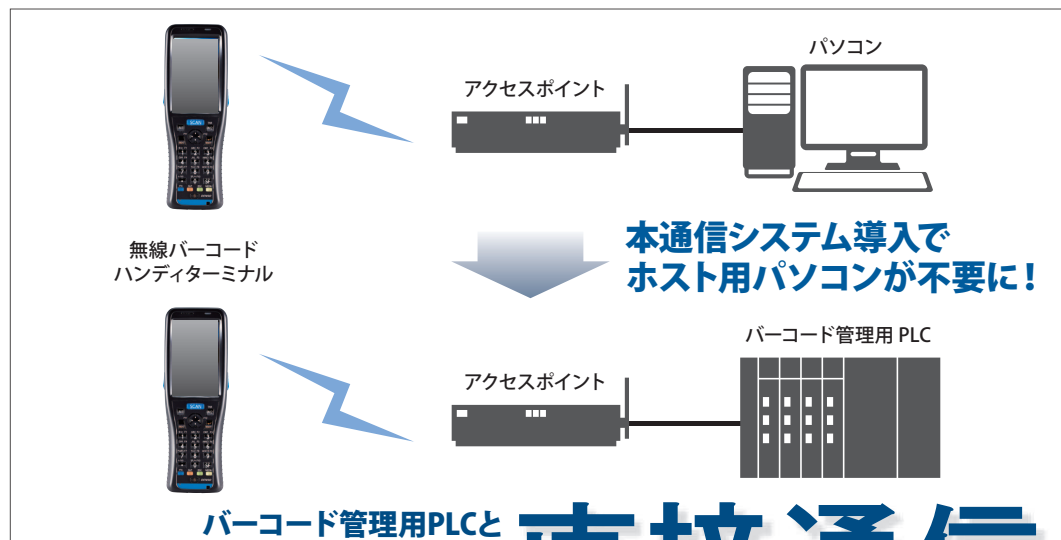 パソコン
アクセスポイント
SCAN
無線バーコード
ハンディターミナル
本通信システム導入で
ホスト用パソコンが不要に!
バーコード管理用 PLC
アクセスポイント
SCAN
バーコード管理用PLCと
直接通信